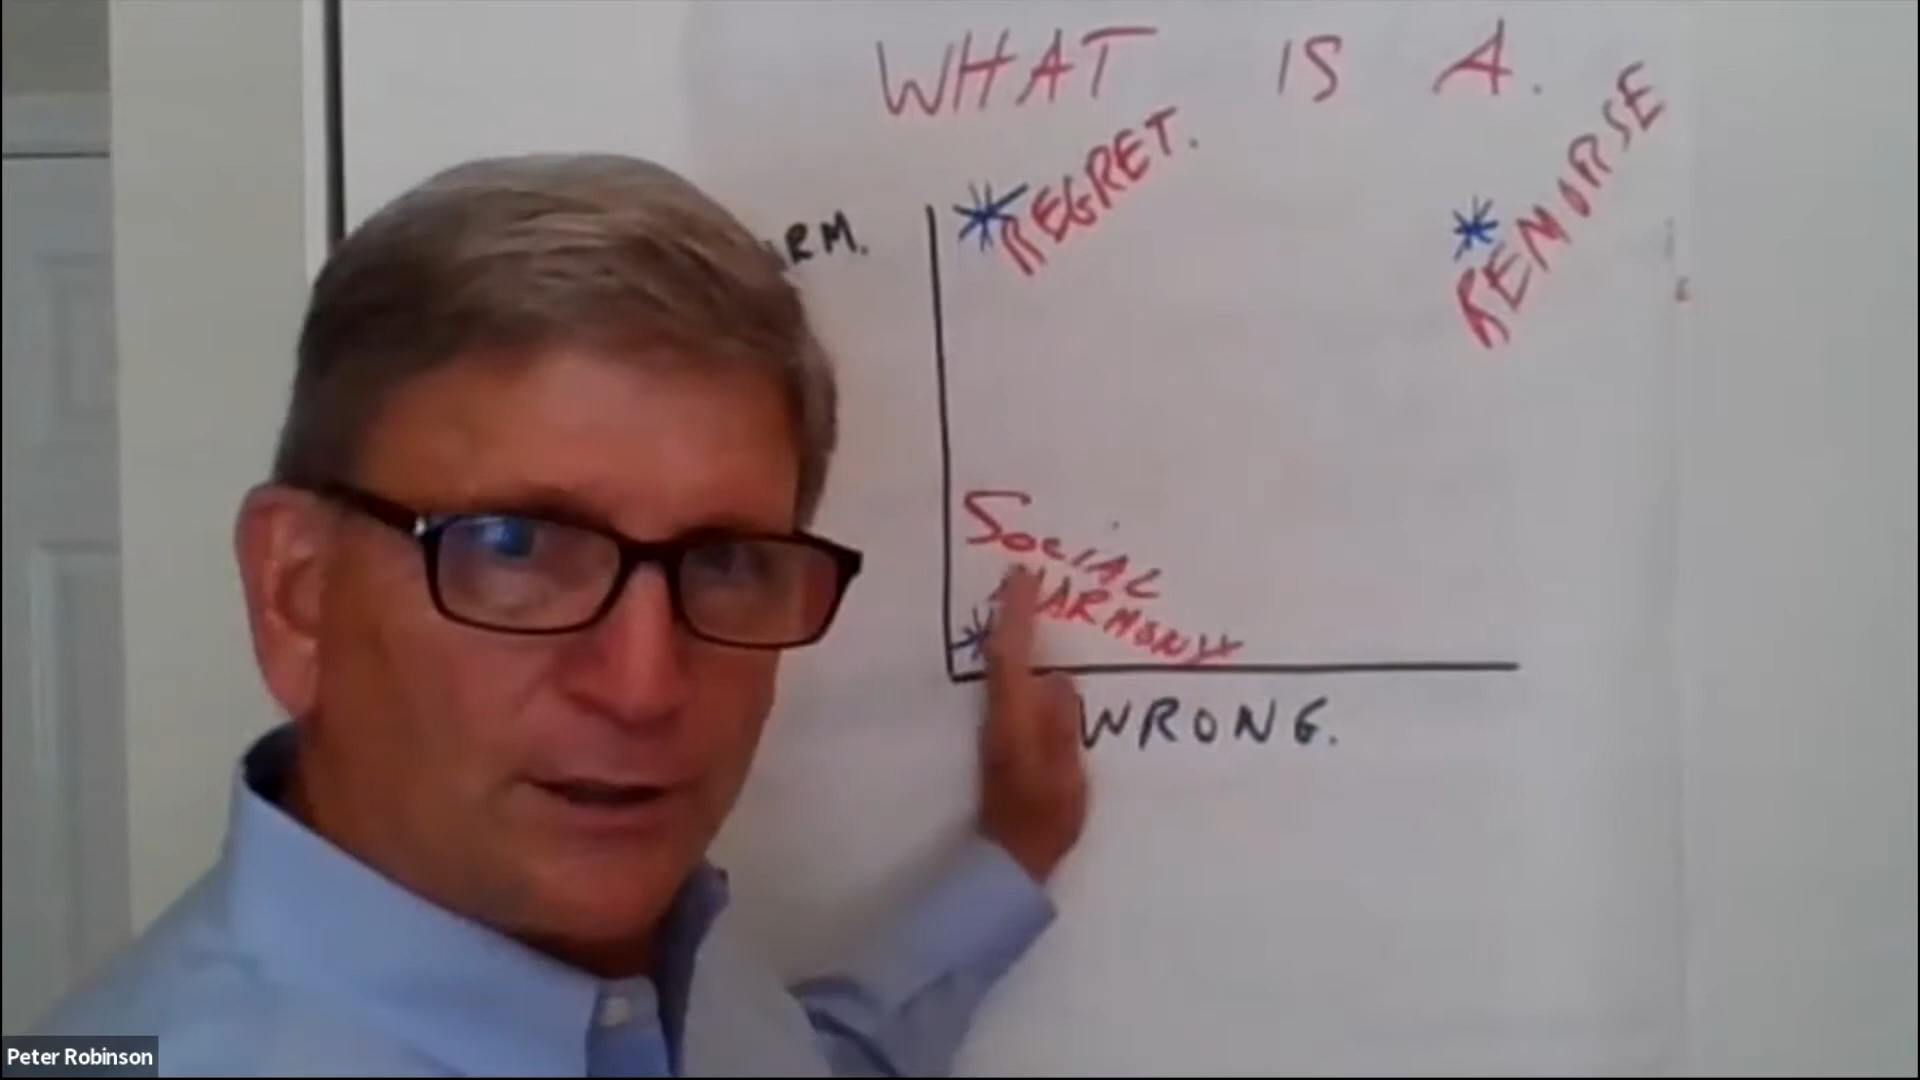 WHAT IS A.
REGRET.
REMORSE
RM.
SOCIAL
HARMONY
WRONG.
Peter Robinson